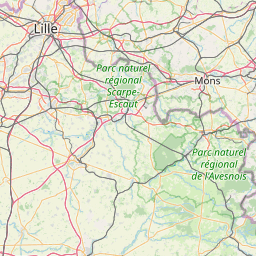 Lille
Parc naturel
régional
Scarpe-
Escaut
Mons
Parc naturel
régional
de l'Avesnois